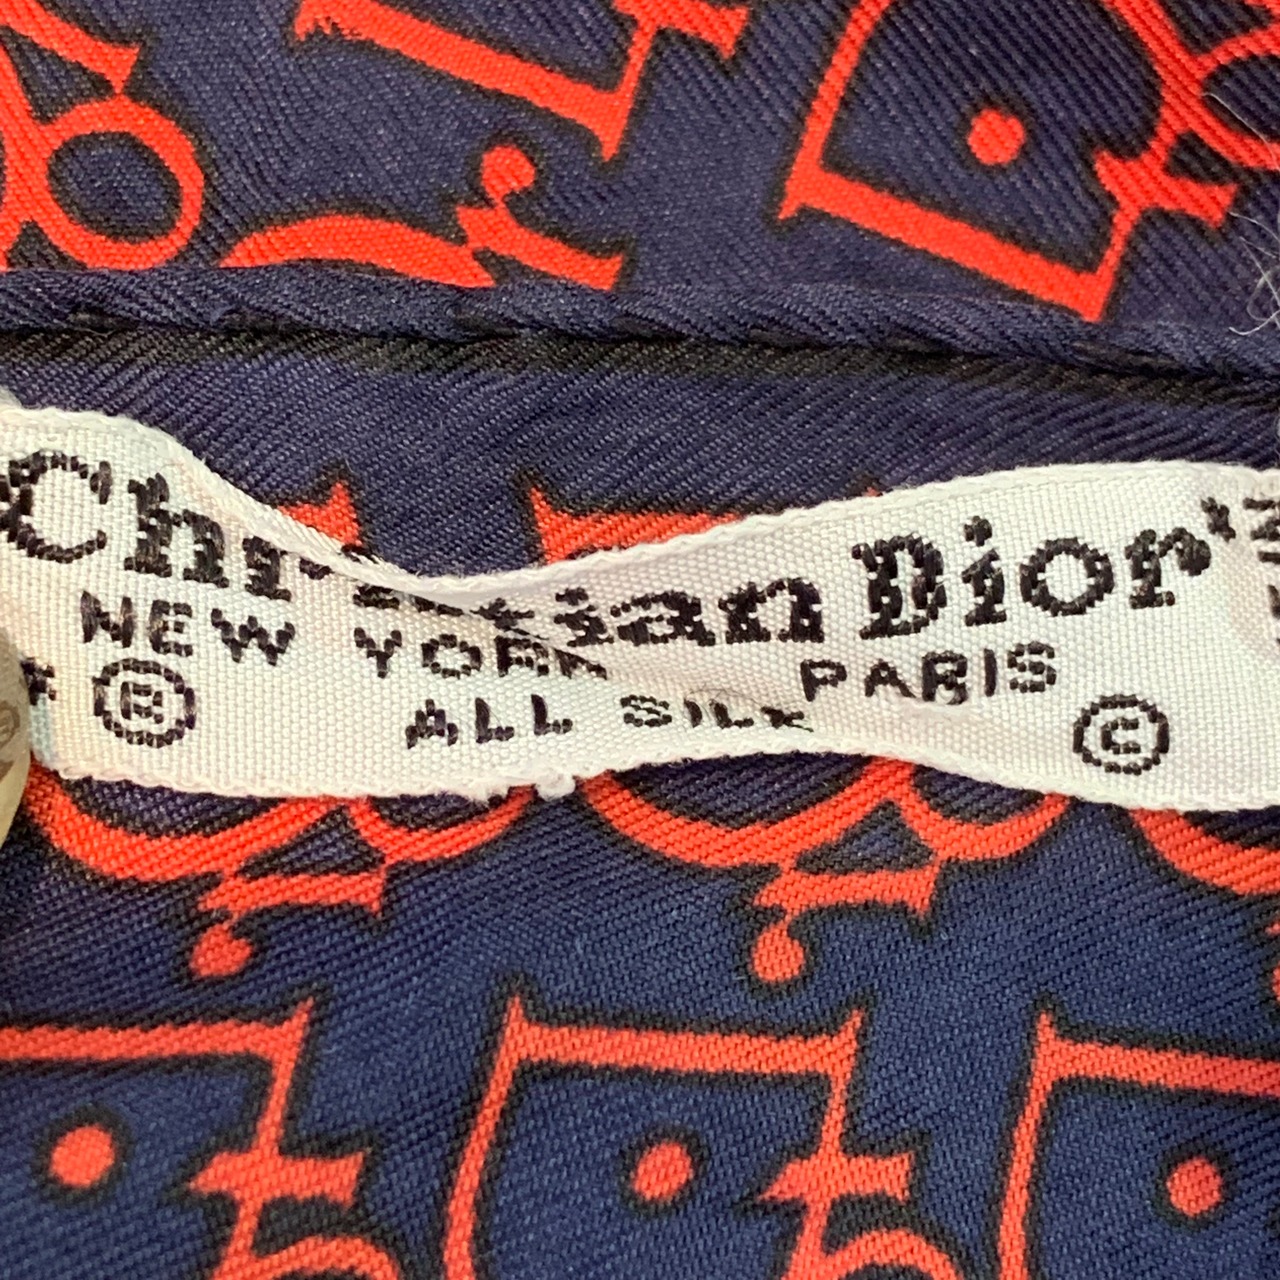 Christian Dior
NEW YORK PARIS
® ALL SILK ©